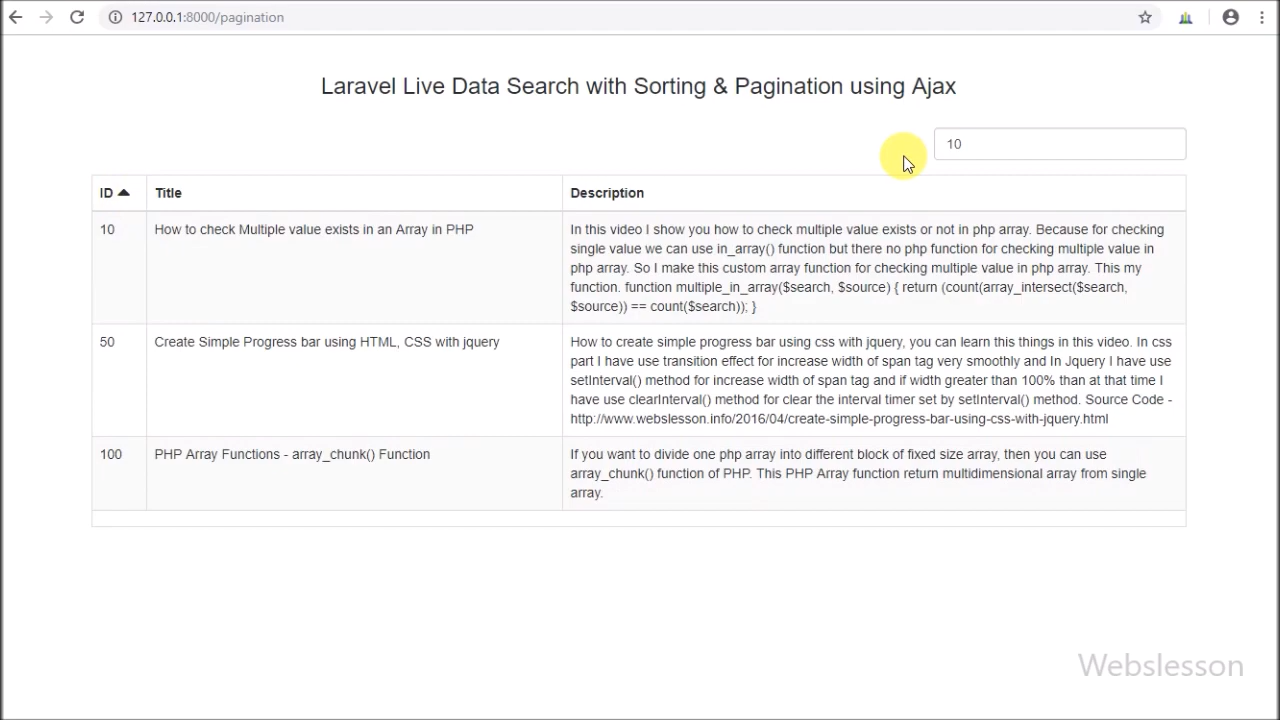 127.0.0.1:8000/pagination
Laravel Live Data Search with Sorting & Pagination using Ajax
10
ID Title Description
10 How to check Multiple value exists in an Array in PHP In this video I show you how to check multiple value exists or not in php array. Because for checking
single value we can use in_array() function but there no php function for checking multiple value in
php array. So I make this custom array function for checking multiple value in php array. This my
function. function multiple_in_array($search, $source) { return (count(array_intersect($search,
$source)) == count($search)); }
50 Create Simple Progress bar using HTML, CSS with jquery How to create simple progress bar using css with jquery, you can learn this things in this video. In css
part I have use transition effect for increase width of span tag very smoothly and In Jquery I have use
setInterval() method for increase width of span tag and if width greater than 100% than at that time I
have use clearInterval() method for clear the interval timer set by setInterval() method. Source Code -
http://www.webslesson.info/2016/04/create-simple-progress-bar-using-css-with-jquery.html
100 PHP Array Functions - array_chunk() Function If you want to divide one php array into different block of fixed size array, then you can use
array_chunk() function of PHP. This PHP Array function return multidimensional array from single
array.
Webslesson